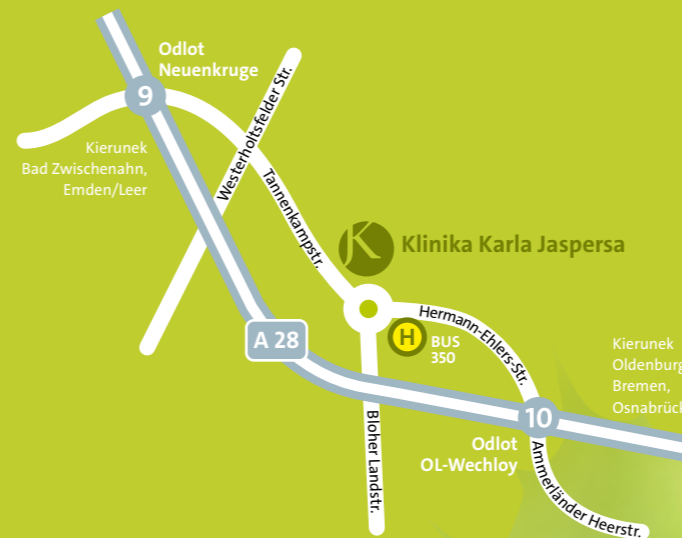 Odlot
Neuenkruge
9
Kierunek
Bad Zwischenahn,
Emden/Leer
Westerholtsfelder Str.
Tannenkampstr.
K
Klinika Karla Jaspersa
Hermann-Ehlers-Str.
H
BUS
350
A 28
Kierunek
Oldenburg
Bremen,
Osnabrück
10
Odlot
OL-Wechloy
Bloher Landstr.
Ammerländer Heerstr.